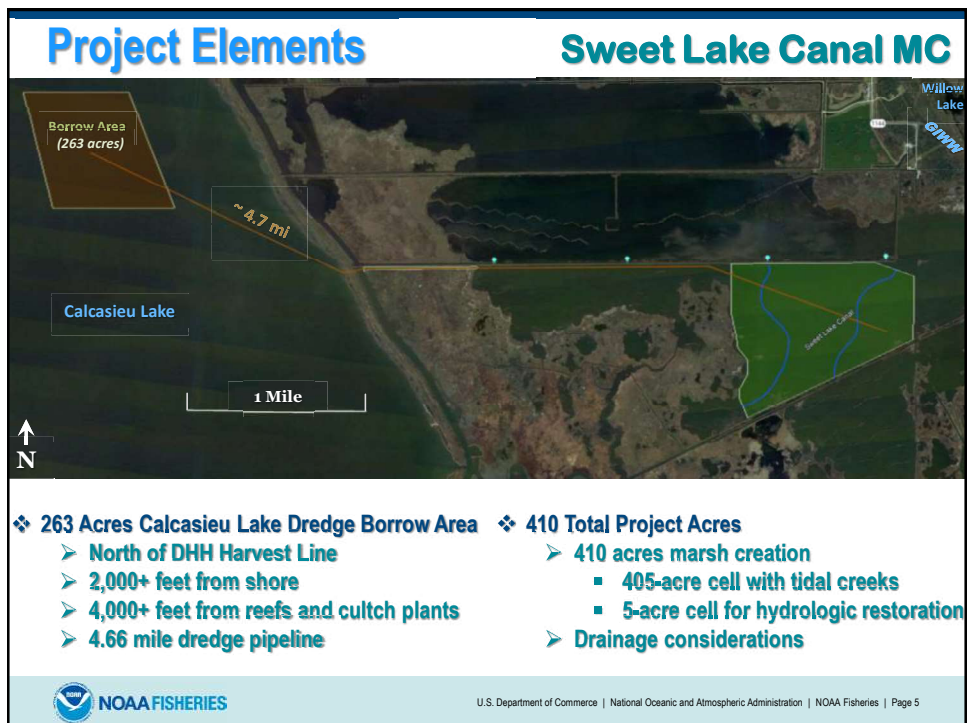 Project Elements
Sweet Lake Canal MC
Willow
Lake
GIWW
1144
Borrow Area
(263 acres)
~ 4.7 mi
Calcasieu Lake
Sweet Lake Canal
1 Mile
N
❖ 263 Acres Calcasieu Lake Dredge Borrow Area
➢ North of DHH Harvest Line
➢ 2,000+ feet from shore
➢ 4,000+ feet from reefs and cultch plants
➢ 4.66 mile dredge pipeline
❖ 410 Total Project Acres
➢ 410 acres marsh creation
▪ 405-acre cell with tidal creeks
▪ 5-acre cell for hydrologic restoration
➢ Drainage considerations
NOAA
NOAA FISHERIES
U.S. Department of Commerce | National Oceanic and Atmospheric Administration | NOAA Fisheries | Page 5